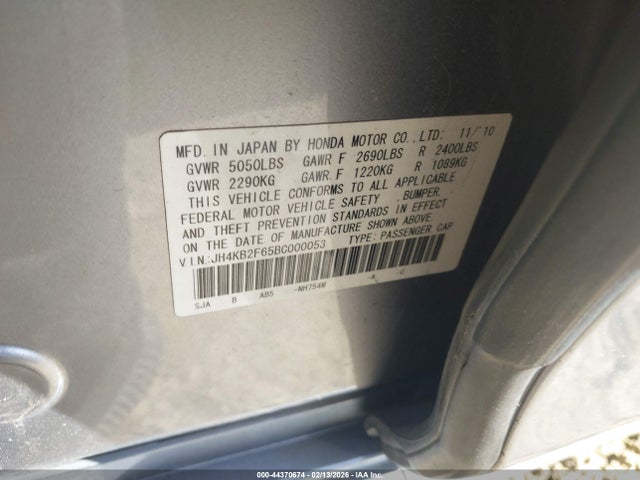 MFD. IN JAPAN BY HONDA MOTOR CO., LTD: 11/'10
GVWR 5050LBS GAWR F 2690LBS R 2400LBS
GVWR 2290KG GAWR F 1220KG R 1089KG
THIS VEHICLE CONFORMS TO ALL APPLICABLE
FEDERAL MOTOR VEHICLE SAFETY . BUMPER.
AND THEFT PREVENTION STANDARDS IN EFFECT
ON THE DATE OF MANUFACTURE SHOWN ABOVE.
VIN:JH4KB2F65BC000053 TYPE: PASSENGER CAR
SJA B AB5 -NH754M -A -C
000-44370674 - 02/13/2026 - IAA Inc.